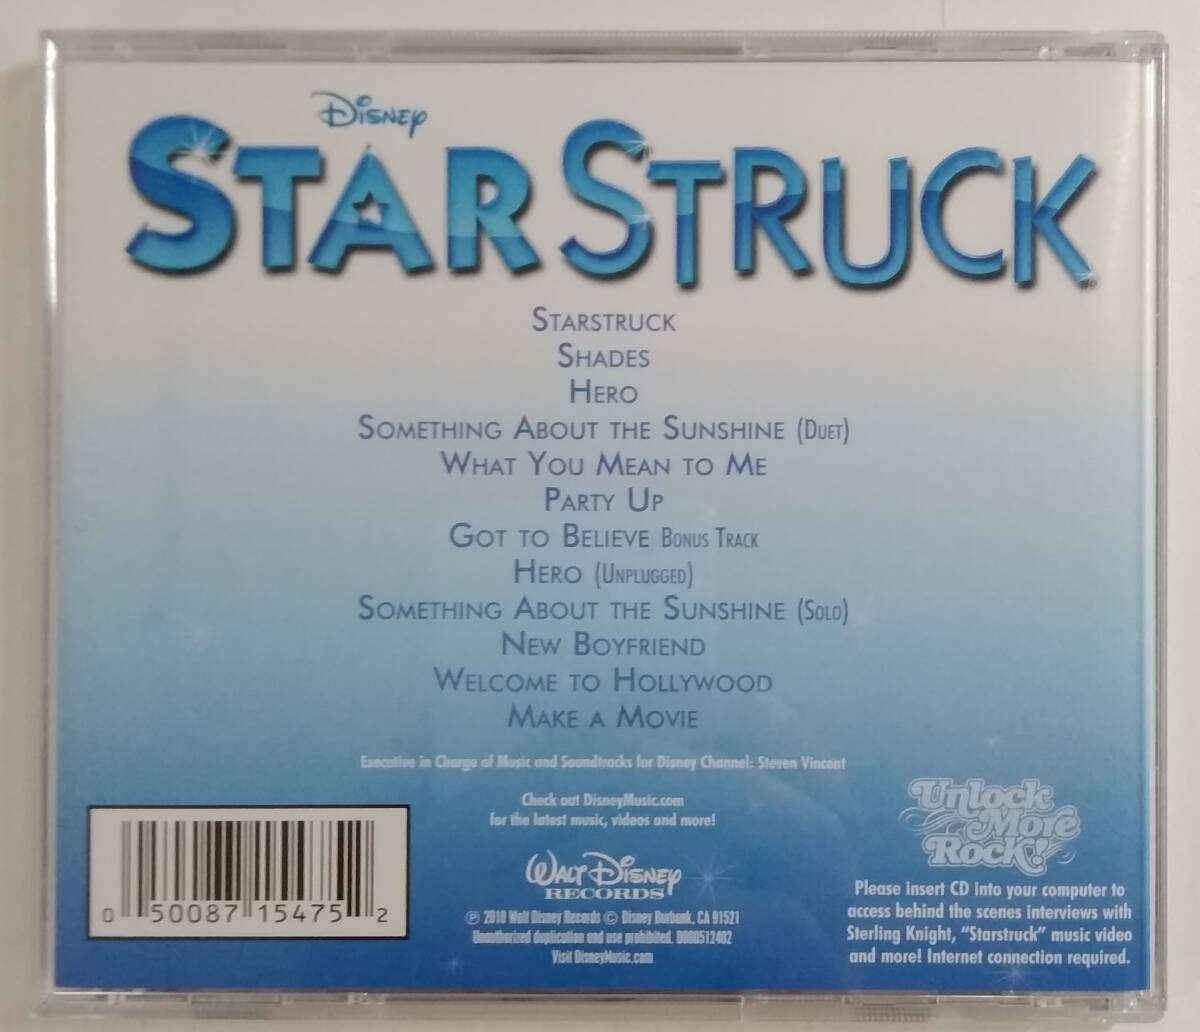 Disney
STARSTRUCK
STARSTRUCK
SHADES
HERO
SOMETHING ABOUT THE SUNSHINE (DUET)
WHAT YOU MEAN TO ME
PARTY UP
GOT TO BELIEVE BONUS TRACK
HERO (UNPLUGGED)
SOMETHING ABOUT THE SUNSHINE (SOLO)
NEW BOYFRIEND
WELCOME TO HOLLYWOOD
MAKE A MOVIE
Executive in Charge of Music and Soundtracks for Disney Channel: Steven Vincent
Check out DisneyMusic.com
for the latest music, videos and more!
WALT DISNEY
RECORDS
℗ 2010 Walt Disney Records © Disney Burbank, CA 91521
Unauthorized duplication and use prohibited. D000512402
Visit DisneyMusic.com
0 50087 15475 2
Unlock
More
Rock!
Please insert CD into your computer to
access behind the scenes interviews with
Sterling Knight, “Starstruck” music video
and more! Internet connection required.